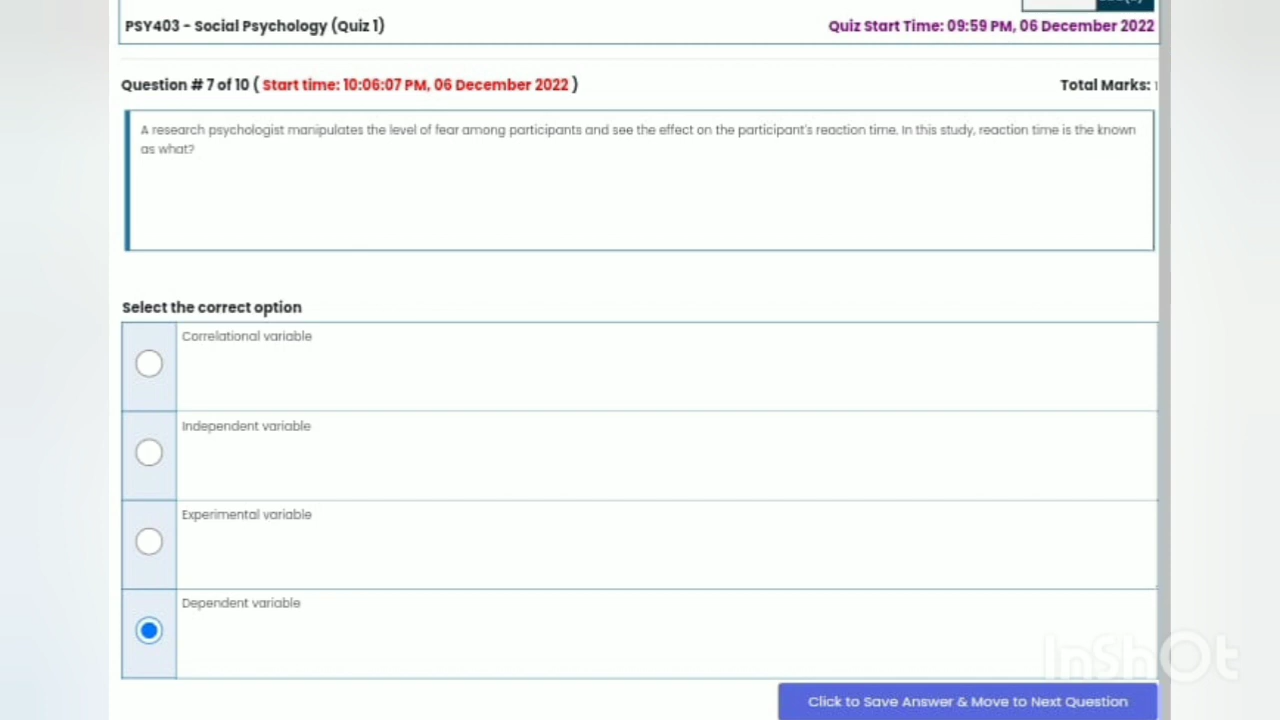 PSY403 - Social Psychology (Quiz 1)
Quiz Start Time: 09:59 PM, 06 December 2022
Question # 7 of 10 ( Start time: 10:06:07 PM, 06 December 2022 )
Total Marks: 1
A research psychologist manipulates the level of fear among participants and see the effect on the participant's reaction time. In this study, reaction time is the known
as what?
Select the correct option
Correlational variable
Independent variable
Experimental variable
Dependent variable
InShOt
Click to Save Answer & Move to Next Question